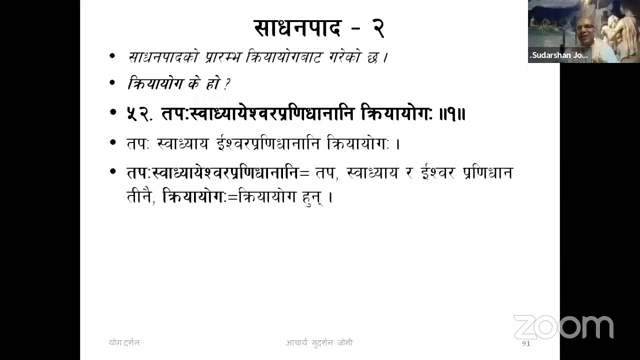 साधनपाद - २
साधनपादको प्रारम्भ क्रियायोगबाट गरेको छ ।
क्रियायोग के हो ?
५२. तप:स्वाध्यायेश्वरप्रणिधानानि क्रियायोग: ॥१॥
तप: स्वाध्याय ईश्वरप्रणिधानानि क्रियायोग: ।
तप:स्वाध्यायेश्वरप्रणिधानानि= तप, स्वाध्याय र ईश्वर प्रणिधान
तीनै, क्रियायोग:=क्रियायोग हुन् ।
.Sudarshan Jo...
योगदर्शन
आचार्य सुदर्शन जोशी
91
zoom